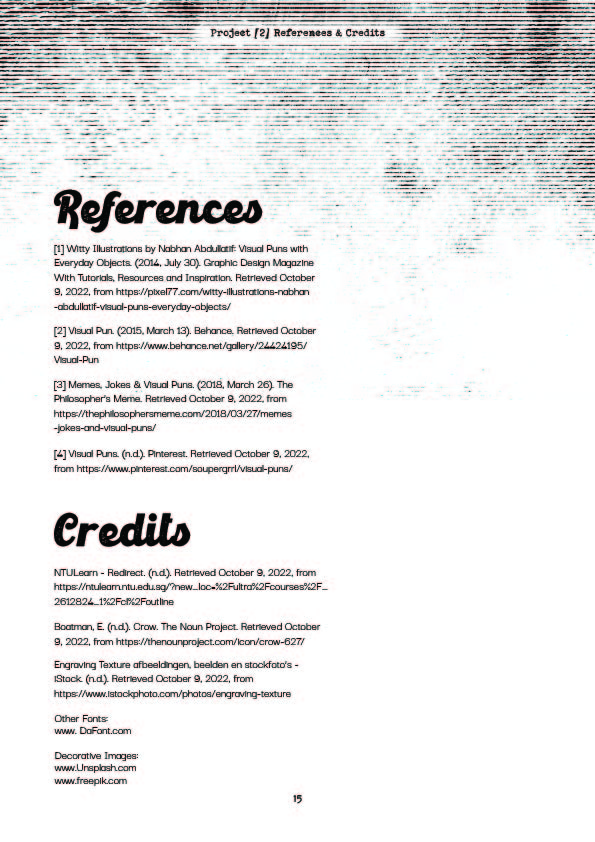 Project [2] References & Credits
References
[1] Witty Illustrations by Nabhan Abdullatif: Visual Puns with
Everyday Objects. (2014, July 30). Graphic Design Magazine
With Tutorials, Resources and Inspiration. Retrieved October
9, 2022, from https://pixel77.com/witty-illustrations-nabhan
-abdullatif-visual-puns-everyday-objects/
[2] Visual Pun. (2015, March 13). Behance. Retrieved October
9, 2022, from https://www.behance.net/gallery/24424195/
Visual-Pun
[3] Memes, Jokes & Visual Puns. (2018, March 26). The
Philosopher's Meme. Retrieved October 9, 2022, from
https://thephilosophersmeme.com/2018/03/27/memes
-jokes-and-visual-puns/
[4] Visual Puns. (n.d.). Pinterest. Retrieved October 9, 2022,
from https://www.pinterest.com/soupergrrl/visual-puns/
Credits
NTULearn - Redirect. (n.d.). Retrieved October 9, 2022, from
https://ntulearn.ntu.edu.sg/?new_loc=%2Fultra%2Fcourses%2F_
2612824_1%2Fcl%2Foutline
Boatman, E. (n.d.). Crow. The Noun Project. Retrieved October
9, 2022, from https://thenounproject.com/icon/crow-627/
Engraving Texture afbeeldingen, beelden en stockfoto's -
iStock. (n.d.). Retrieved October 9, 2022, from
https://www.istockphoto.com/photos/engraving-texture
Other Fonts:
www. DaFont.com
Decorative Images:
www.Unsplash.com
www.freepik.com
15